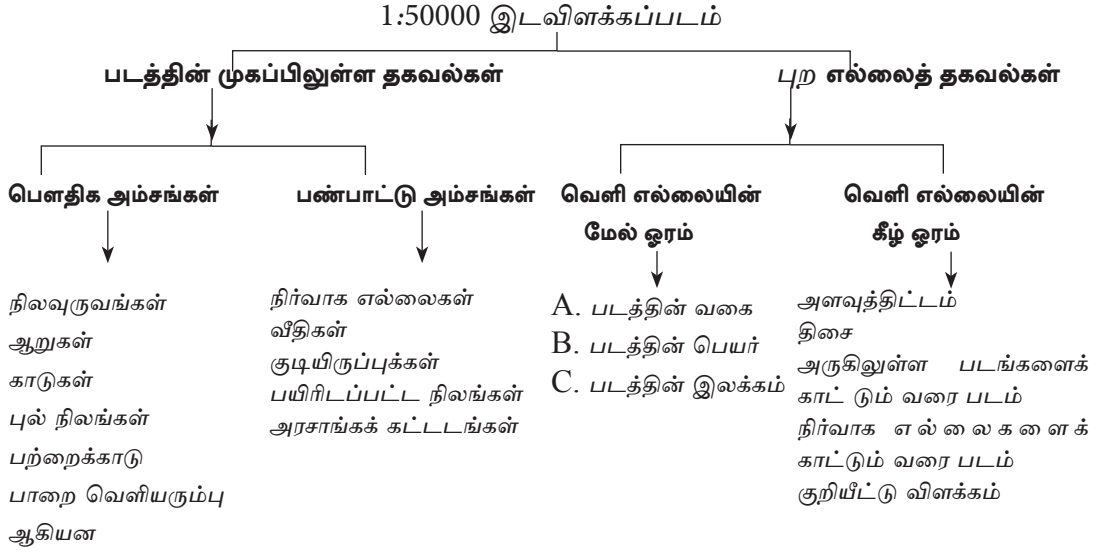 1:50000 இடவிளக்கப்படம்
படத்தின் முகப்பிலுள்ள தகவல்கள்
புற எல்லைத் தகவல்கள்
பௌதிக அம்சங்கள்
நிலவுருவங்கள்
ஆறுகள்
காடுகள்
புல் நிலங்கள்
பற்றைக்காடு
பாறை வெளியரும்பு
ஆகியன
பண்பாட்டு அம்சங்கள்
நிர்வாக எல்லைகள்
வீதிகள்
குடியிருப்புக்கள்
பயிரிடப்பட்ட நிலங்கள்
அரசாங்கக் கட்டடங்கள்
வெளி எல்லையின்
மேல் ஓரம்
A. படத்தின் வகை
B. படத்தின் பெயர்
C. படத்தின் இலக்கம்
வெளி எல்லையின்
கீழ் ஓரம்
அளவுத்திட்டம்
திசை
அருகிலுள்ள படங்களைக்
காட் டும் வரை படம்
நிர்வாக எல்லைகளைக்
காட்டும் வரை படம்
குறியீட்டு விளக்கம்